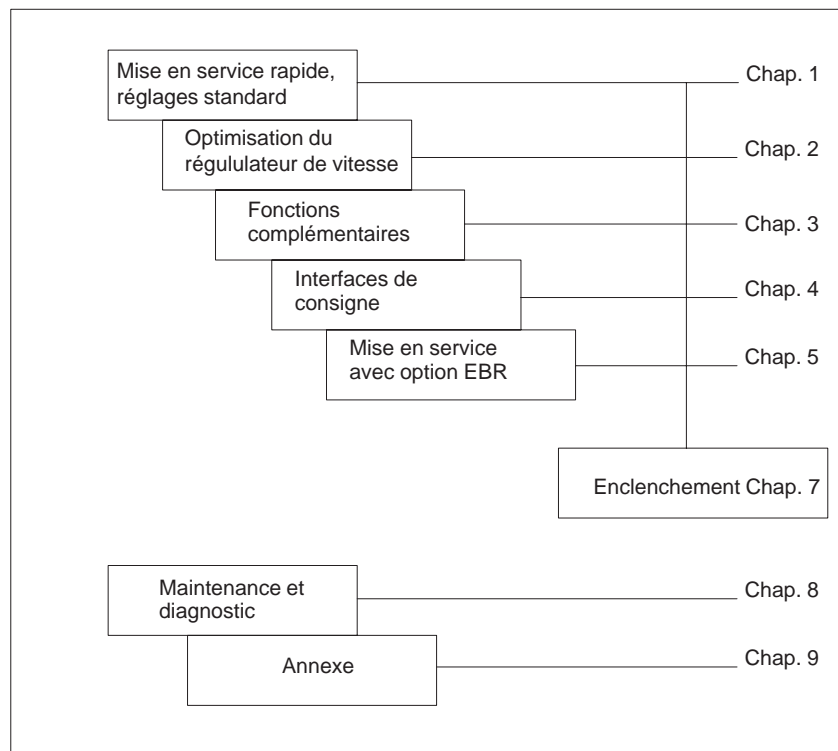 Mise en service rapide,
réglages standard
Chap. 1
Optimisation du
régululateur de vitesse
Chap. 2
Fonctions
complémentaires
Chap. 3
Interfaces de
consigne
Chap. 4
Mise en service
avec option EBR
Chap. 5
Enclenchement Chap. 7
Maintenance et
diagnostic
Chap. 8
Annexe
Chap. 9